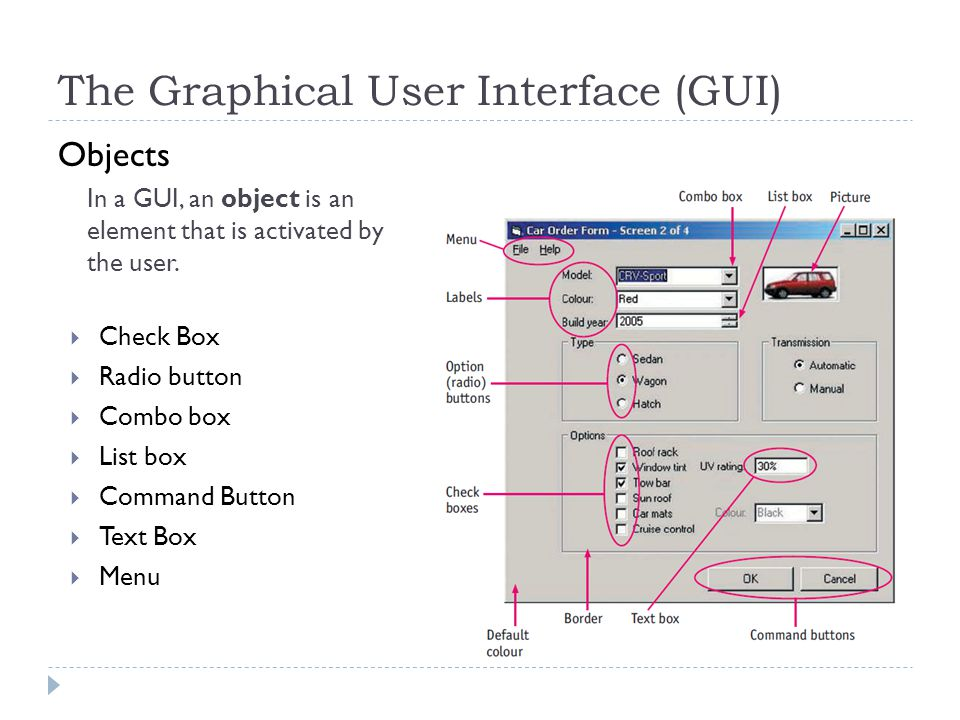 The Graphical User Interface (GUI)
Objects
In a GUI, an object is an
element that is activated by
the user.
Check Box
Radio button
Combo box
List box
Command Button
Text Box
Menu
Combo box
List box
Picture
Menu
Car Order Form - Screen 2 of 4
File Help
Labels
Model:
CRV-Sport
Colour:
Red
Build year:
2005
Option
(radio)
buttons
Type
Sedan
Wagon
Hatch
Transmission
Automatic
Manual
Check
boxes
Options
Roof rack
Window tint
UV rating:
30%
Tow bar
Sun roof
Car mats
Colour:
Black
Cruise control
OK
Cancel
Default
colour
Border
Text box
Command buttons